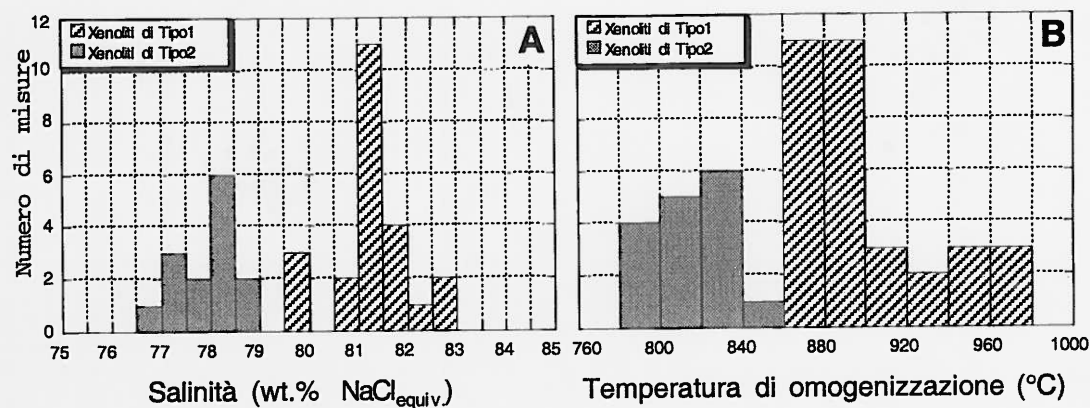 Xenoliti di Tipo1
Xenoliti di Tipo2
A
Numero di misure
12
10
8
6
4
2
0
75 76 77 78 79 80 81 82 83 84 85
Salinità (wt.% NaCl equiv.)
Xenoliti di Tipo1
Xenoliti di Tipo2
B
760 800 840 880 920 960 1000
Temperatura di omogenizzazione (°C)